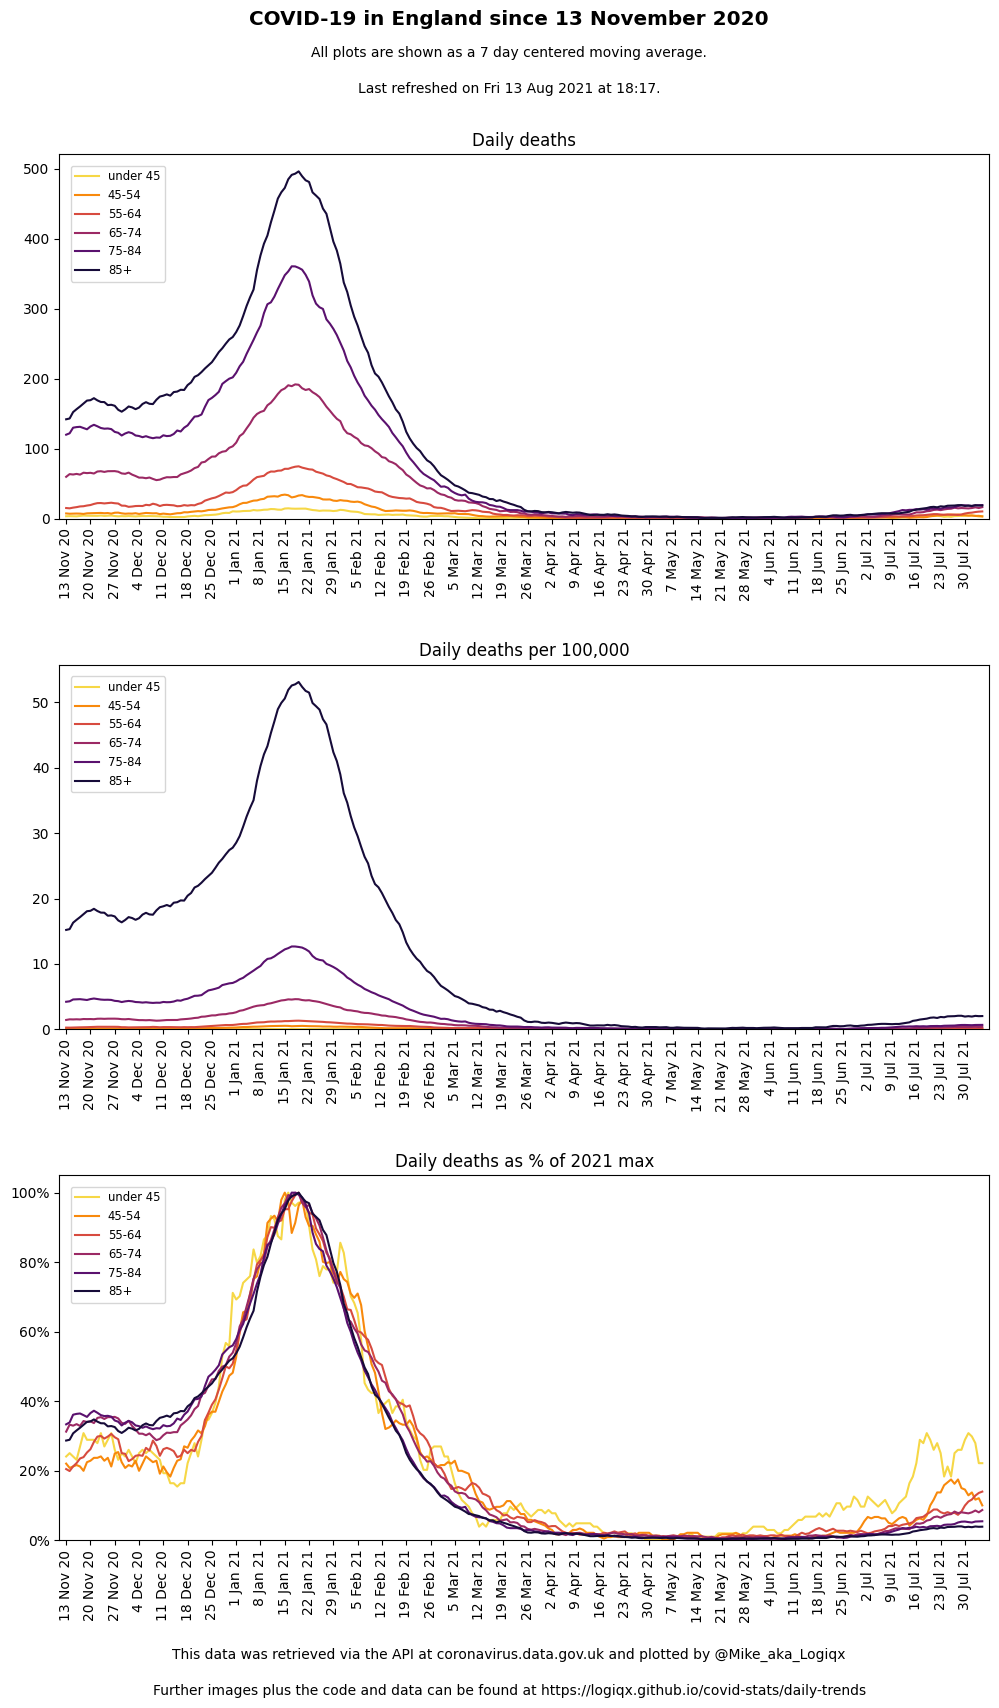 COVID-19 in England since 13 November 2020
All plots are shown as a 7 day centered moving average.
Last refreshed on Fri 13 Aug 2021 at 18:17.
Daily deaths
500
400
300
200
100
0
under 45
45-54
55-64
65-74
75-84
85+
13 Nov 20
20 Nov 20
27 Nov 20
4 Dec 20
11 Dec 20
18 Dec 20
25 Dec 20
1 Jan 21
8 Jan 21
15 Jan 21
22 Jan 21
29 Jan 21
5 Feb 21
12 Feb 21
19 Feb 21
26 Feb 21
5 Mar 21
12 Mar 21
19 Mar 21
26 Mar 21
2 Apr 21
9 Apr 21
16 Apr 21
23 Apr 21
30 Apr 21
7 May 21
14 May 21
21 May 21
28 May 21
4 Jun 21
11 Jun 21
18 Jun 21
25 Jun 21
2 Jul 21
9 Jul 21
16 Jul 21
23 Jul 21
30 Jul 21
Daily deaths per 100,000
50
40
30
20
10
0
under 45
45-54
55-64
65-74
75-84
85+
13 Nov 20
20 Nov 20
27 Nov 20
4 Dec 20
11 Dec 20
18 Dec 20
25 Dec 20
1 Jan 21
8 Jan 21
15 Jan 21
22 Jan 21
29 Jan 21
5 Feb 21
12 Feb 21
19 Feb 21
26 Feb 21
5 Mar 21
12 Mar 21
19 Mar 21
26 Mar 21
2 Apr 21
9 Apr 21
16 Apr 21
23 Apr 21
30 Apr 21
7 May 21
14 May 21
21 May 21
28 May 21
4 Jun 21
11 Jun 21
18 Jun 21
25 Jun 21
2 Jul 21
9 Jul 21
16 Jul 21
23 Jul 21
30 Jul 21
Daily deaths as % of 2021 max
100%
80%
60%
40%
20%
0%
under 45
45-54
55-64
65-74
75-84
85+
13 Nov 20
20 Nov 20
27 Nov 20
4 Dec 20
11 Dec 20
18 Dec 20
25 Dec 20
1 Jan 21
8 Jan 21
15 Jan 21
22 Jan 21
29 Jan 21
5 Feb 21
12 Feb 21
19 Feb 21
26 Feb 21
5 Mar 21
12 Mar 21
19 Mar 21
26 Mar 21
2 Apr 21
9 Apr 21
16 Apr 21
23 Apr 21
30 Apr 21
7 May 21
14 May 21
21 May 21
28 May 21
4 Jun 21
11 Jun 21
18 Jun 21
25 Jun 21
2 Jul 21
9 Jul 21
16 Jul 21
23 Jul 21
30 Jul 21
This data was retrieved via the API at coronavirus.data.gov.uk and plotted by @Mike_aka_Logiqx
Further images plus the code and data can be found at https://logiqx.github.io/covid-stats/daily-trends